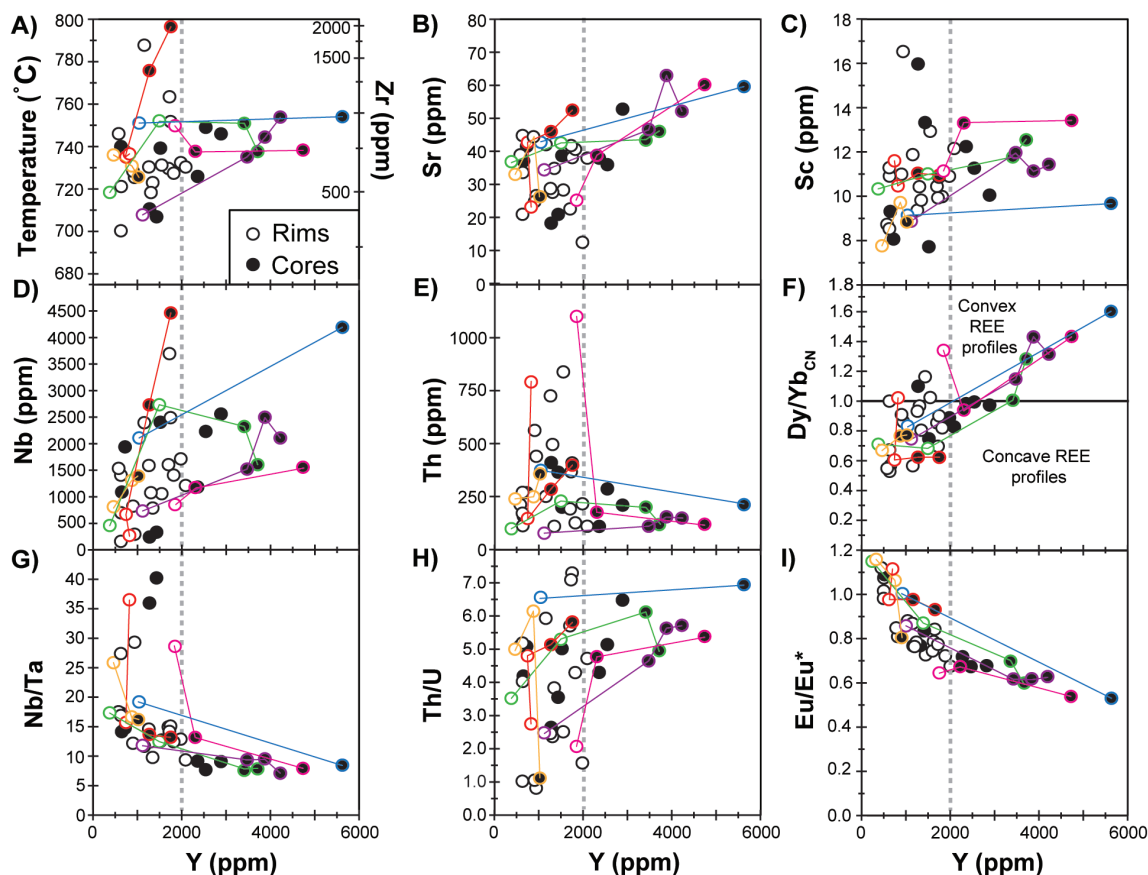 A)
800
780
760
740
720
700
680
Temperature (˚C)
2000
1000
500
Zr (ppm)
Rims
Cores
B)
80
70
60
50
40
30
20
10
0
Sr (ppm)
C)
18
16
14
12
10
8
6
Sc (ppm)
D)
4500
4000
3500
3000
2500
2000
1500
1000
500
0
Nb (ppm)
E)
1000
750
500
250
0
Th (ppm)
F)
1.8
1.6
1.4
1.2
1.0
0.8
0.6
0.4
0.2
0
Dy/YbCN
Convex
REE
profiles
Concave REE
profiles
G)
40
35
30
25
20
15
10
5
0
Nb/Ta
0 2000 4000 6000
Y (ppm)
H)
7.0
6.0
5.0
4.0
3.0
2.0
1.0
0
Th/U
0 2000 4000 6000
Y (ppm)
I)
1.2
1.0
0.8
0.6
0.4
0.2
0.0
Eu/Eu*
0 2000 4000 6000
Y (ppm)